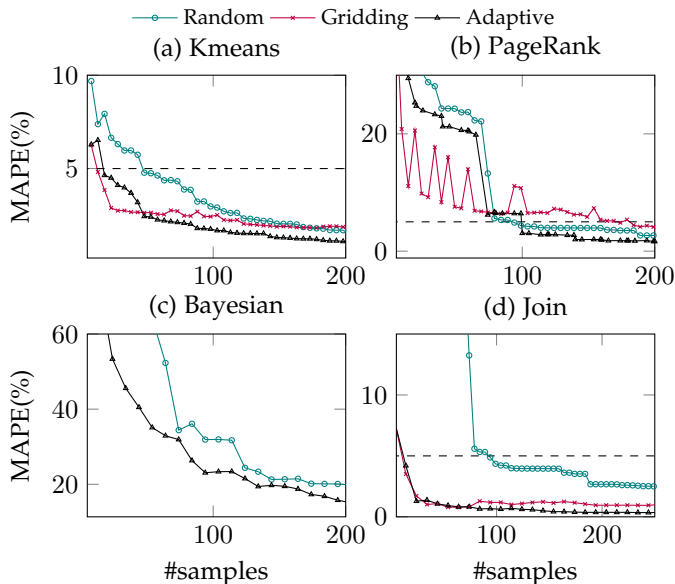 Random Gridding Adaptive
(a) Kmeans (b) PageRank
MAPE(%)
10
5
100 200
20
0
100 200
(c) Bayesian (d) Join
MAPE(%)
60
40
20
100 200
10
0
100 200
#samples #samples